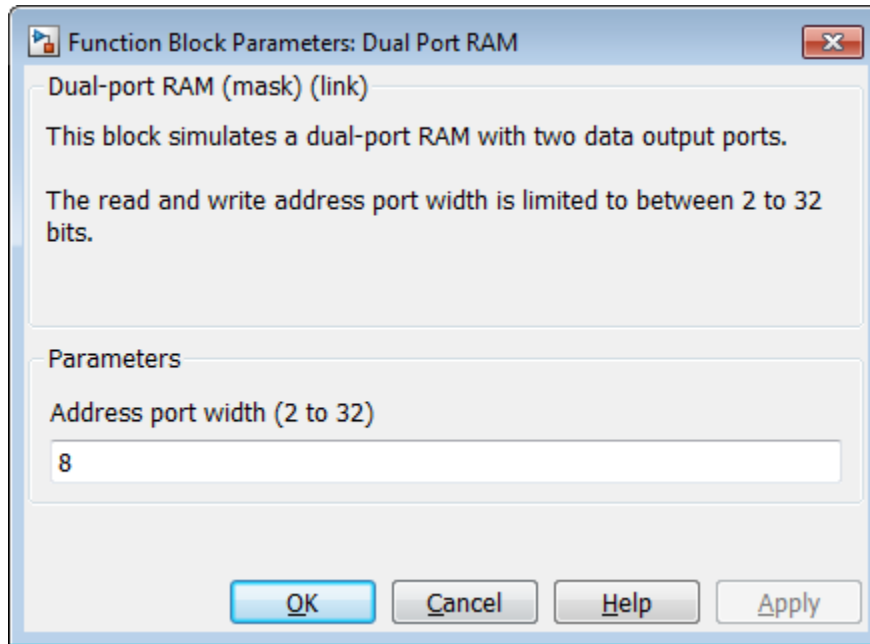 Function Block Parameters: Dual Port RAM
Dual-port RAM (mask) (link)
This block simulates a dual-port RAM with two data output ports.
The read and write address port width is limited to between 2 to 32
bits.
Parameters
Address port width (2 to 32)
8
OK Cancel Help Apply